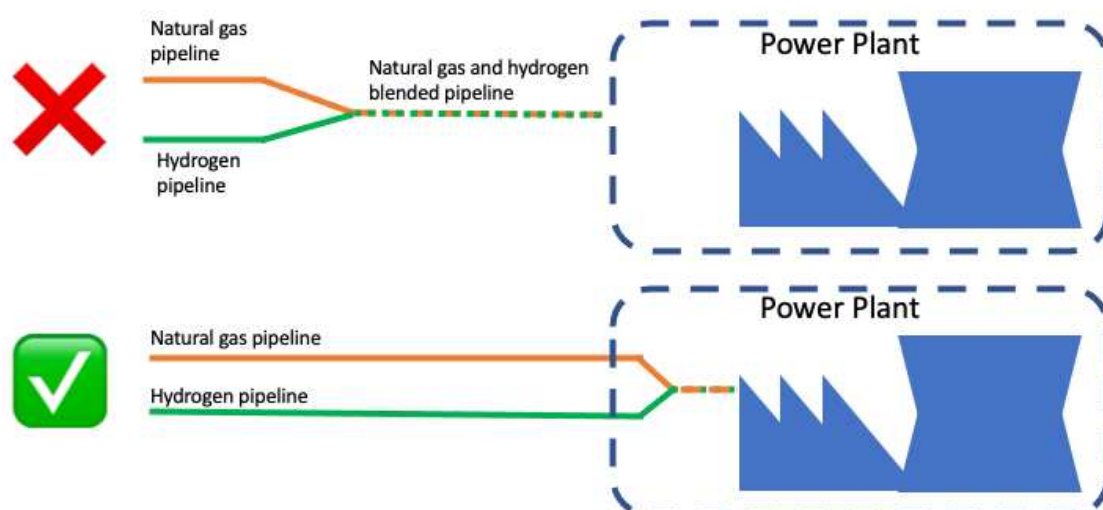 Natural gas
pipeline
Natural gas and hydrogen
blended pipeline
Hydrogen
pipeline
Power Plant
Natural gas pipeline
Hydrogen pipeline
Power Plant